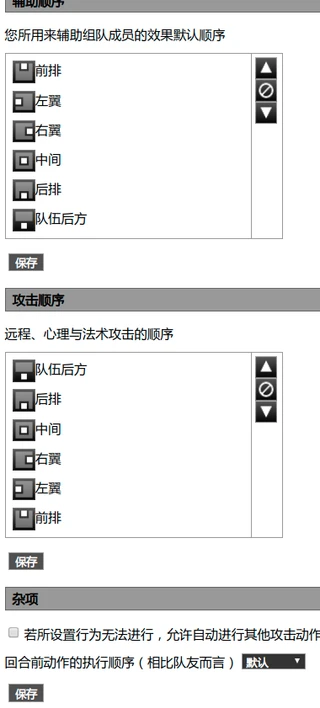 辅助顺序
您所用来辅助组队成员的效果默认顺序
前排
左翼
右翼
中间
后排
队伍后方
保存
攻击顺序
远程、心理与法术攻击的顺序
队伍后方
后排
中间
右翼
左翼
前排
保存
杂项
若所设置行为无法进行，允许自动进行其他攻击动作
回合前动作的执行顺序（相比队友而言） 默认
保存